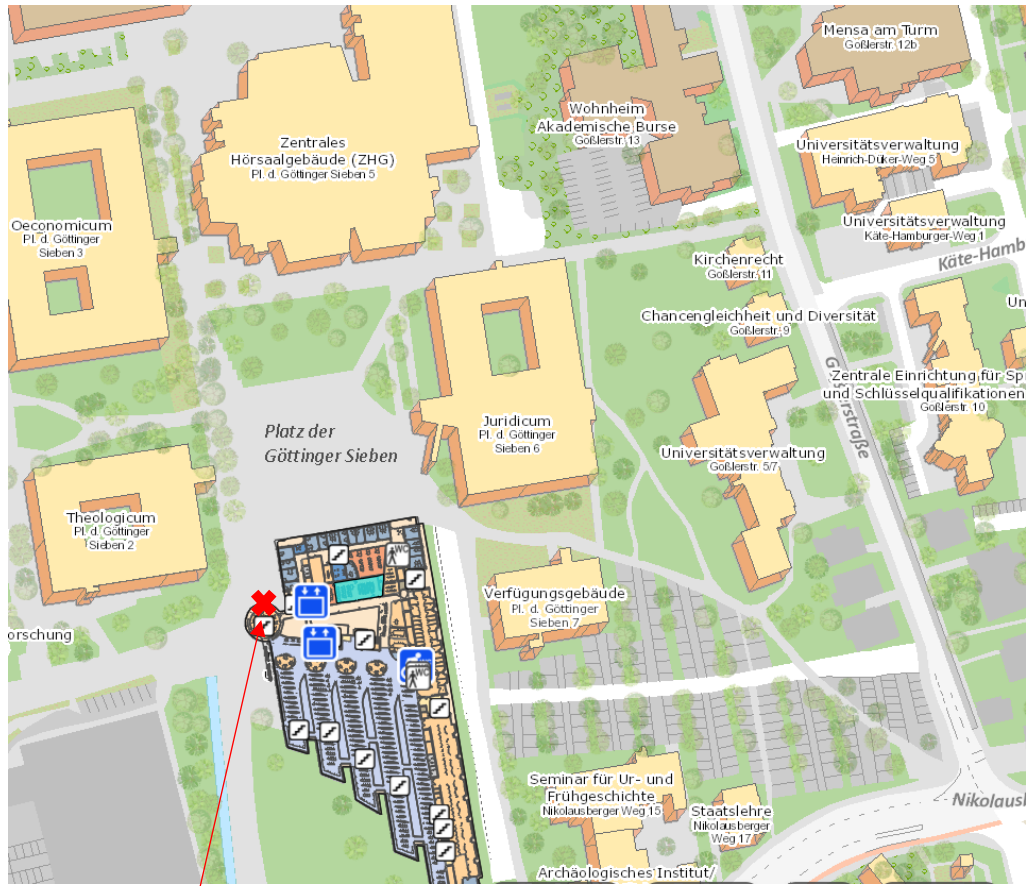 Mensa am Turm
Goßlerstr. 12b
Wohnheim
Akademische Burse
Goßlerstr. 13
Zentrales
Hörsaalgebäude (ZHG)
Pl. d. Göttinger Sieben 5
Universitätsverwaltung
Heinrich-Düker-Weg 5
Oeconomicum
Pl. d. Göttinger
Sieben 3
Universitätsverwaltung
Käte-Hamburger-Weg 1
Käte-Hamb
Kirchenrecht
Goßlerstr. 11
Un
Chancengleichheit und Diversität
Goßlerstr. 9
Goßlerstraße
Zentrale Einrichtung für Spr
und Schlüsselqualifikationen
Goßlerstr. 10
Juridicum
Pl. d. Göttinger
Sieben 6
Platz der
Göttinger Sieben
Universitätsverwaltung
Goßlerstr. 5/7
Theologicum
Pl. d. Göttinger
Sieben 2
WC
Verfügungsgebäude
Pl. d. Göttinger
Sieben 7
orschung
WC
Seminar für Ur- und
Frühgeschichte
Nikolausberger Weg 15
Staatslehre
Nikolausberger
Weg 17
Nikolausb
Archäologisches Institut/